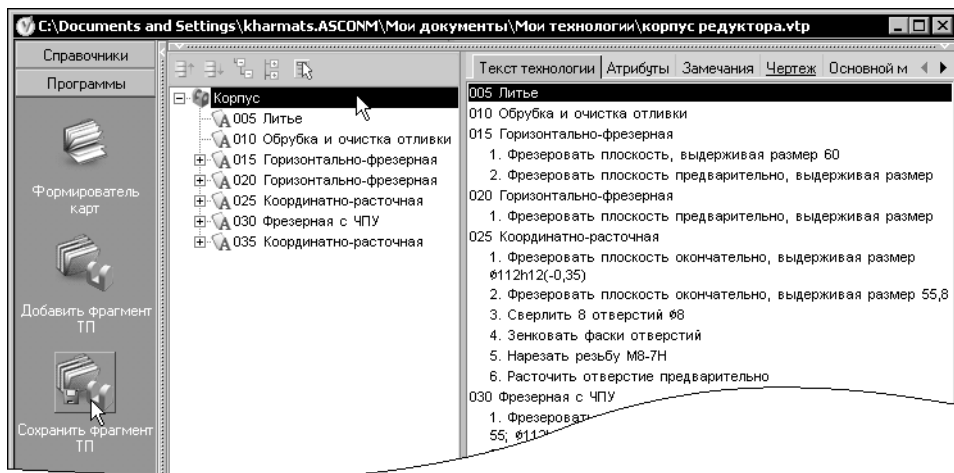 C:\Documents and Settings\kharmats.ASCONM\Мои документы\Мои технологии\корпус редуктора.vtp
Справочники
Программы
Формирователь
карт
Добавить фрагмент
ТП
Сохранить фрагмент
ТП
Корпус
005 Литье
010 Обрубка и очистка отливки
015 Горизонтально-фрезерная
020 Горизонтально-фрезерная
025 Координатно-расточная
030 Фрезерная с ЧПУ
035 Координатно-расточная
Текст технологии Атрибуты Замечания Чертеж Основной м
005 Литье
010 Обрубка и очистка отливки
015 Горизонтально-фрезерная
1. Фрезеровать плоскость, выдерживая размер 60
2. Фрезеровать плоскость предварительно, выдерживая размер
020 Горизонтально-фрезерная
1. Фрезеровать плоскость предварительно, выдерживая размер
025 Координатно-расточная
1. Фрезеровать плоскость окончательно, выдерживая размер
ø112h12(-0,35)
2. Фрезеровать плоскость окончательно, выдерживая размер 55,8
3. Сверлить 8 отверстий ø8
4. Зенковать фаски отверстий
5. Нарезать резьбу М8-7Н
6. Расточить отверстие предварительно
030 Фрезерная с ЧПУ
1. Фрезероват
55; ø112